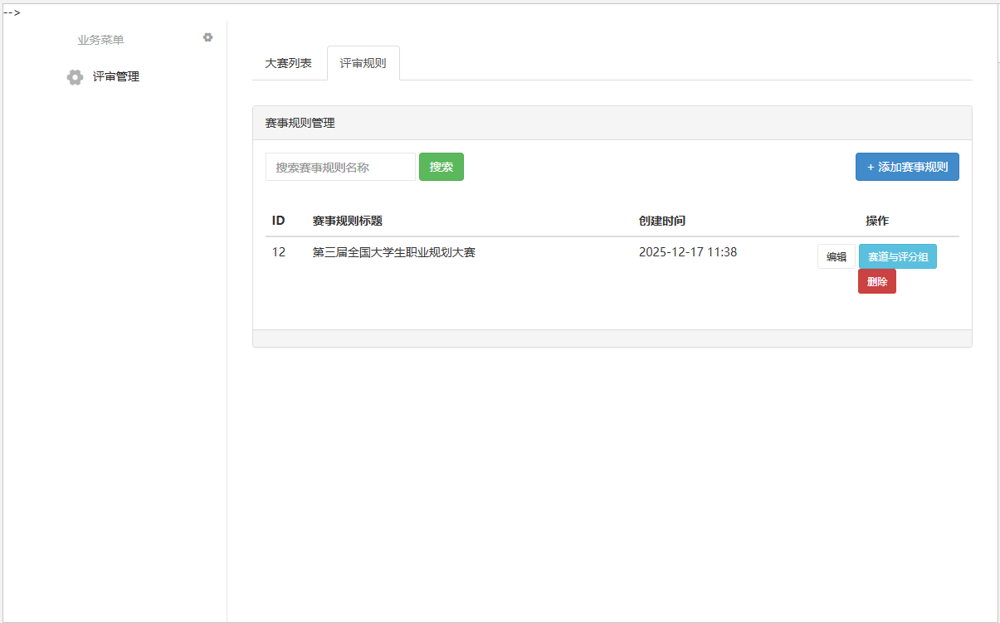 -->
业务菜单
评审管理
大赛列表 评审规则
赛事规则管理
搜索赛事规则名称 搜索 + 添加赛事规则
ID 赛事规则标题 创建时间 操作
12 第三届全国大学生职业规划大赛 2025-12-17 11:38 编辑 赛道与评分组
删除